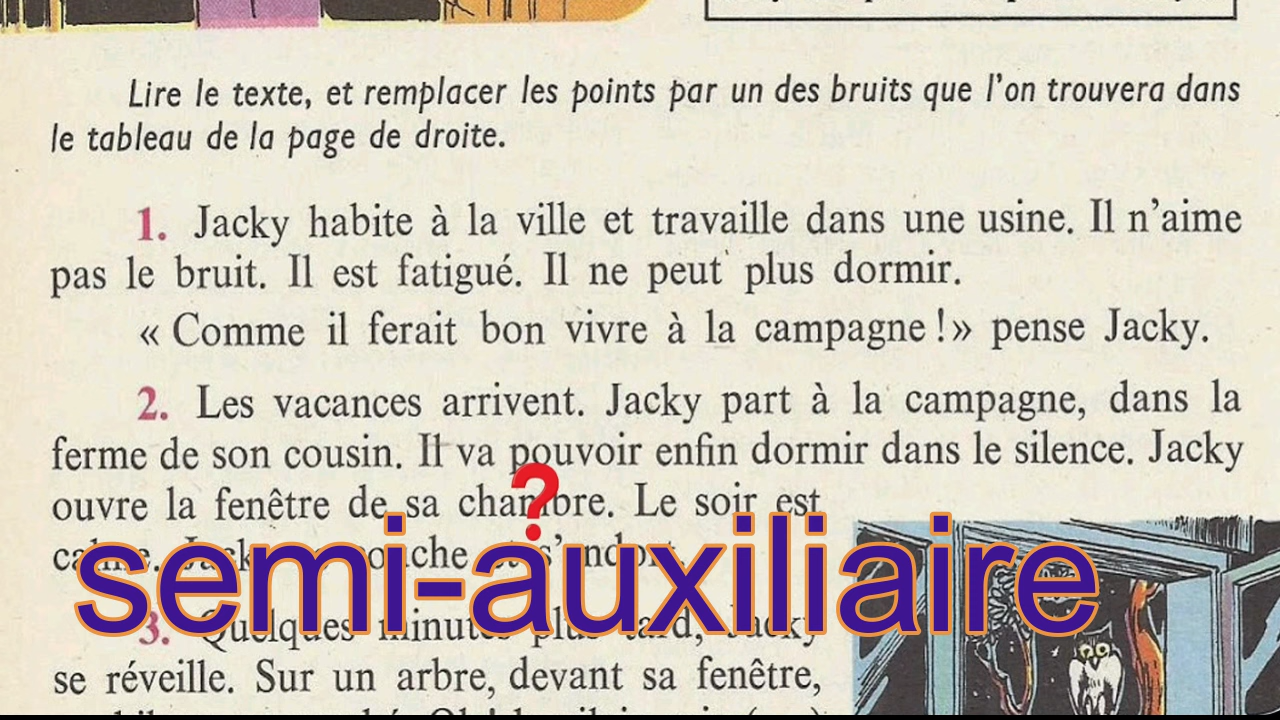 Lire le texte, et remplacer les points par un des bruits que l'on trouvera dans
le tableau de la page de droite.
1. Jacky habite à la ville et travaille dans une usine. Il n'aime
pas le bruit. Il est fatigué. Il ne peut plus dormir.
« Comme il ferait bon vivre à la campagne ! » pense Jacky.
2. Les vacances arrivent. Jacky part à la campagne, dans la
ferme de son cousin. Il va pouvoir enfin dormir dans le silence. Jacky
ouvre la fenêtre de sa chambre. Le soir est
?
semi-auxiliaire
3. Quelques minutes plus tard, Jacky
se réveille. Sur un arbre, devant sa fenêtre,